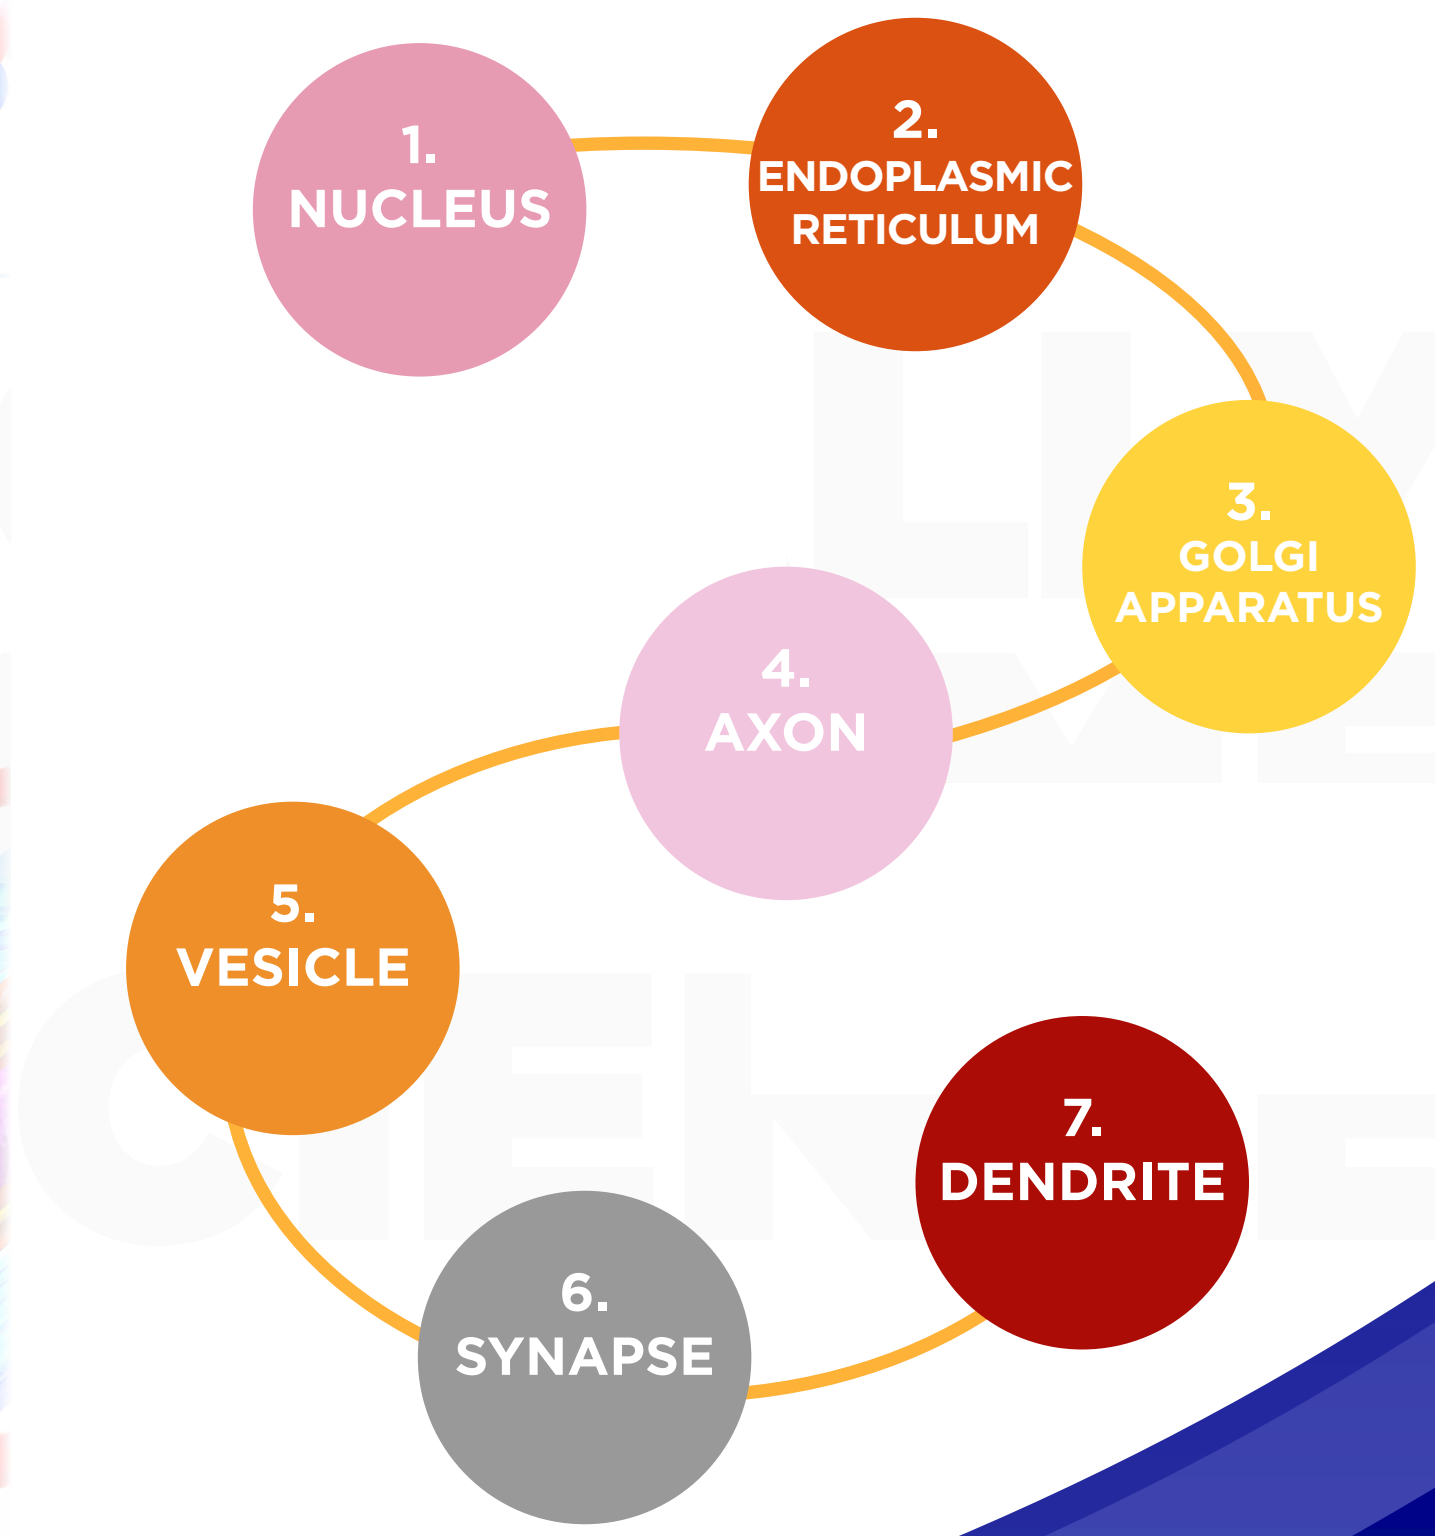 1.
NUCLEUS
2.
ENDOPLASMIC
RETICULUM
3.
GOLGI
APPARATUS
4.
AXON
5.
VESICLE
6.
SYNAPSE
7.
DENDRITE